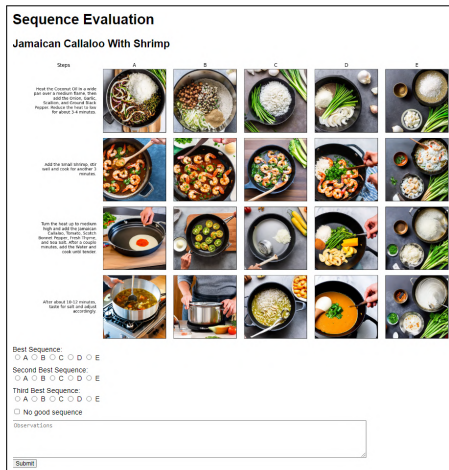 Sequence Evaluation
Jamaican Callaloo With Shrimp
Steps A B C D E
Heat the Coconut Oil in a wide
pan over a medium flame, then
add the Onion, Garlic,
Scallion, and Ground Black
Pepper. Reduce the heat to low
for about 3-4 minutes.
Add the Small Shrimp, stir
well and cook for another 3
minutes.
Turn the heat up to medium
high and add the Jamaican
Callaloo, Tomato, Scotch
Bonnet Pepper, Fresh Thyme,
and Sea Salt. After a couple
minutes, add the Water and
cook until tender.
After about 10-12 minutes,
taste for salt and adjust
accordingly.
Best Sequence:
A B C D E
Second Best Sequence:
A B C D E
Third Best Sequence:
A B C D E
No good sequence
Observations
Submit